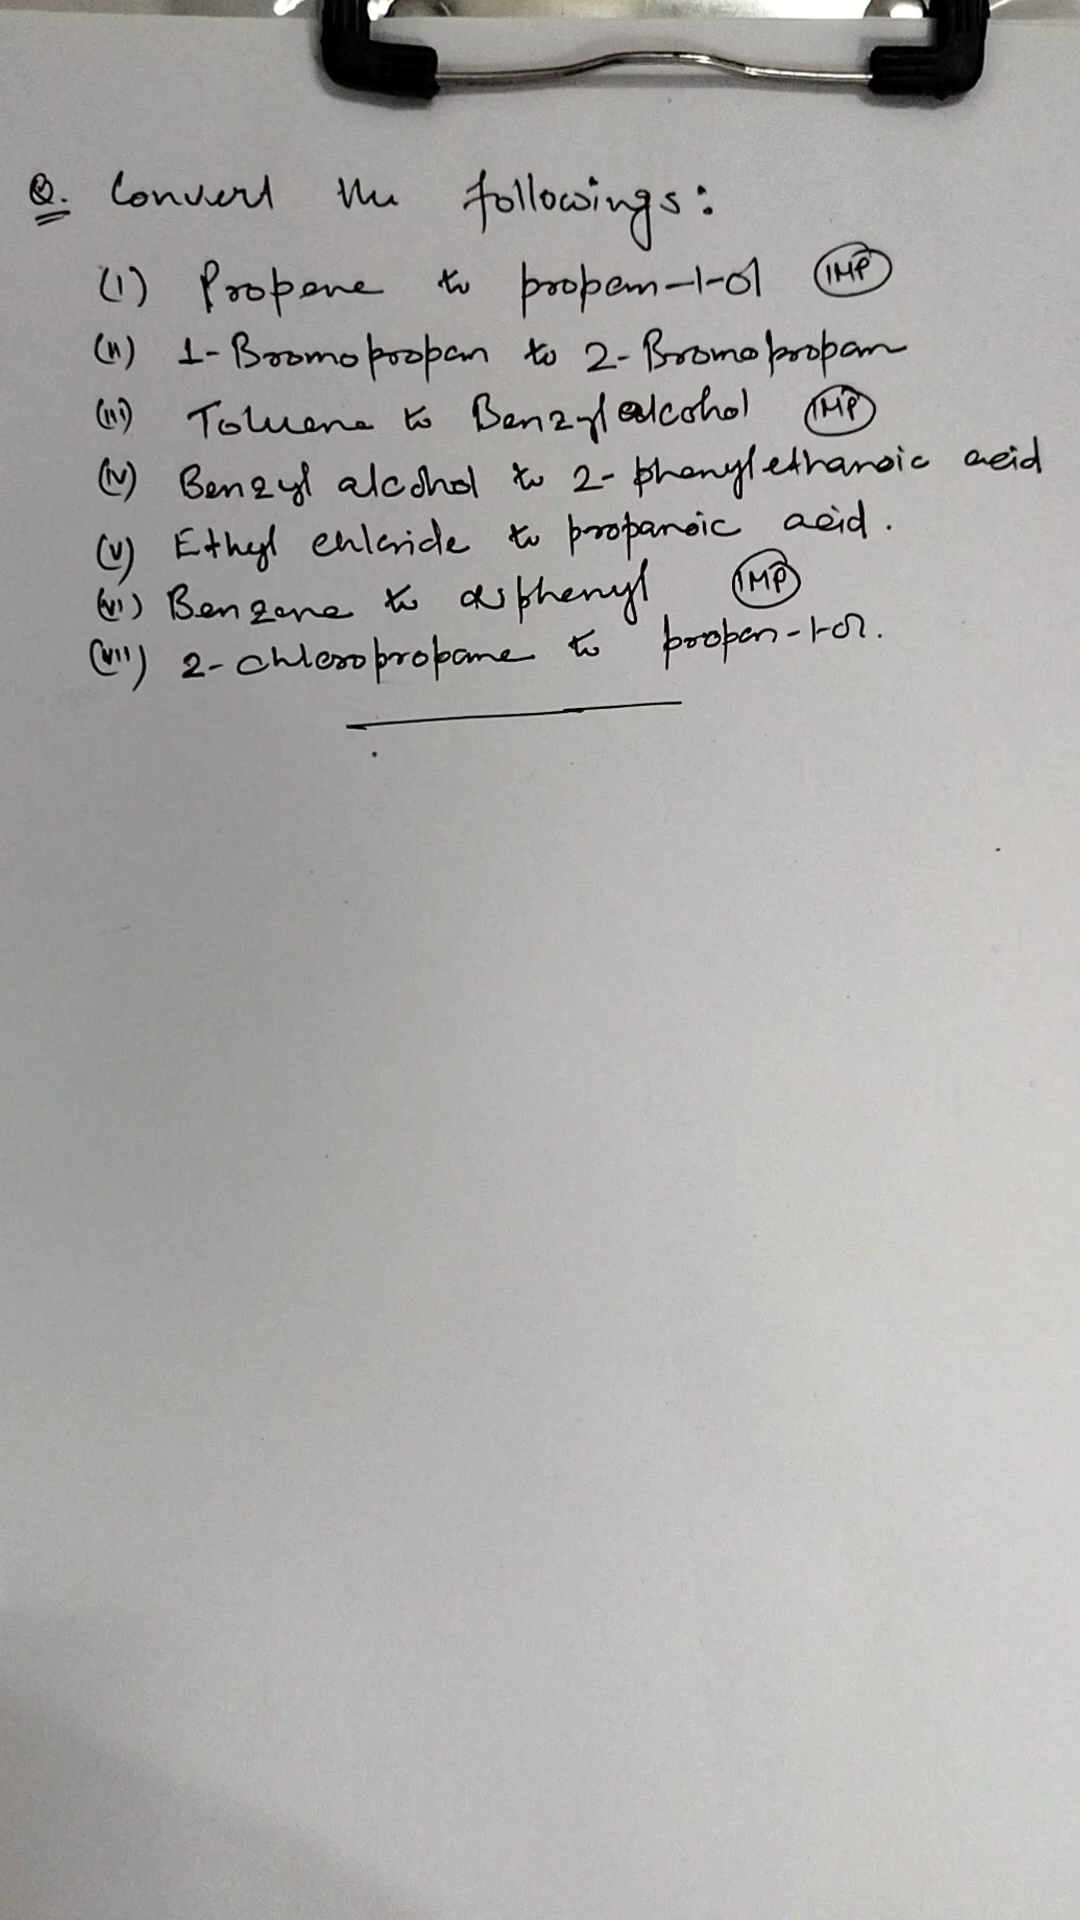 Q. Convert the followings:
(i) Propene to propan-1-ol IMP
(ii) 1-Bromopropan to 2-Bromopropan
(iii) Toluene to Benzyl alcohol IMP
(iv) Benzyl alcohol to 2-phenylethanoic acid
(v) Ethyl chloride to propanoic acid.
(vi) Benzene to diphenyl IMP
(vii) 2-chloropropane to propan-1-ol.